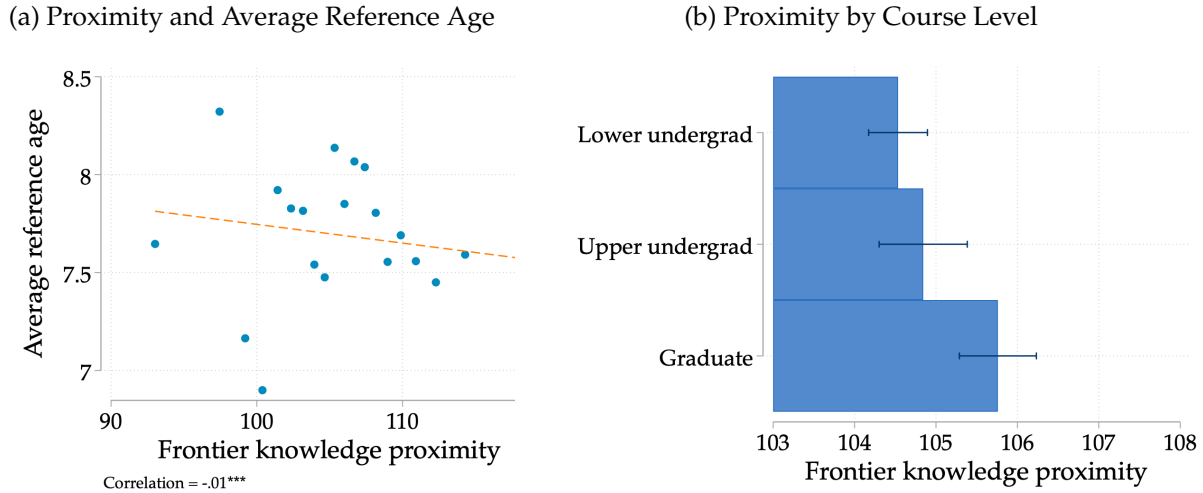 (a) Proximity and Average Reference Age
8.5
8
7.5
7
Average reference age
90 100 110
Frontier knowledge proximity
Correlation = -.01***
(b) Proximity by Course Level
Lower undergrad
Upper undergrad
Graduate
103 104 105 106 107 108
Frontier knowledge proximity